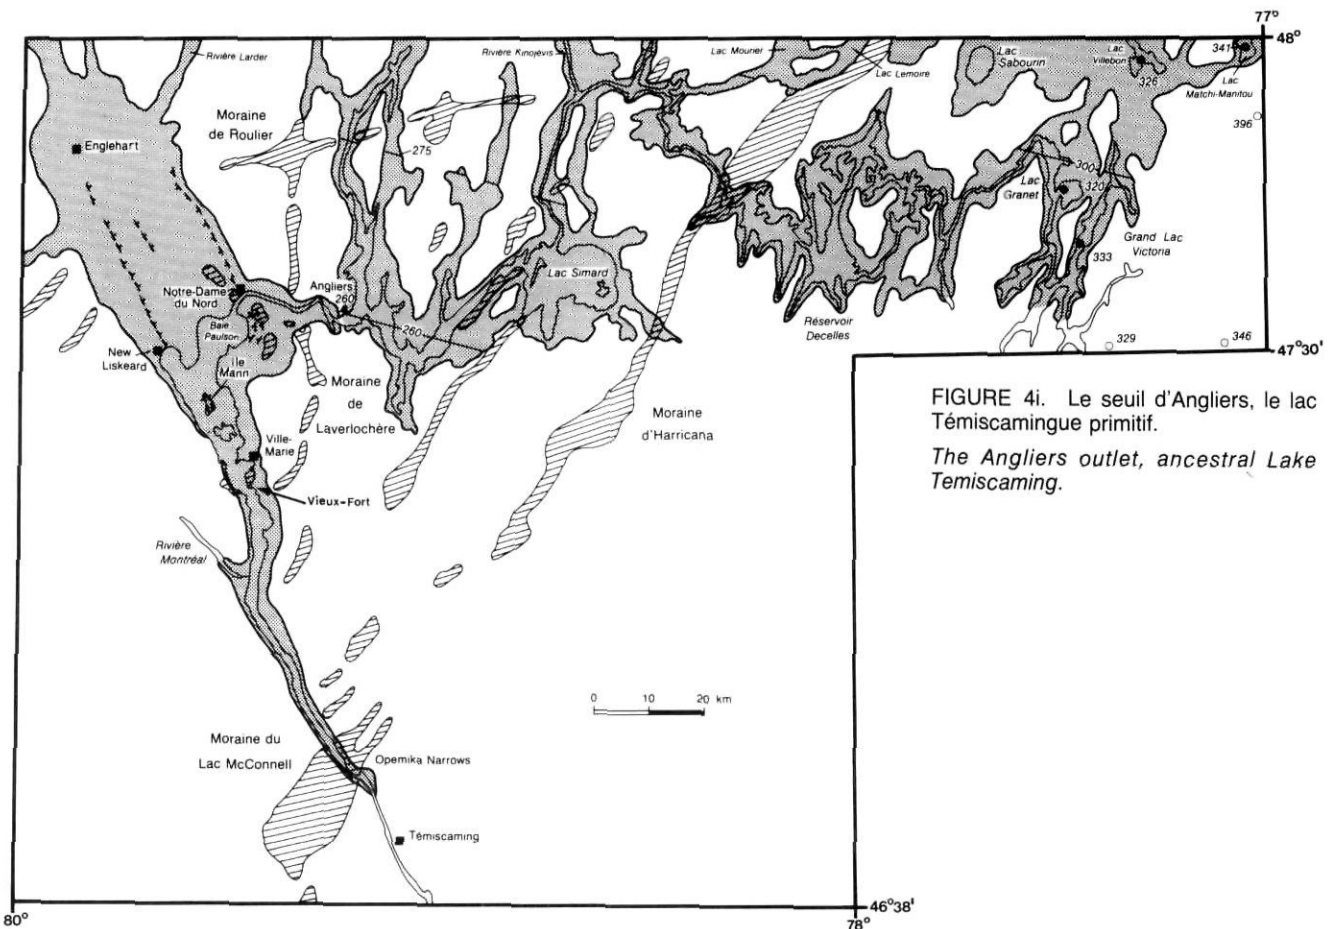 77°
48°
Rivière Larder
Rivière Kinojévis
Lac Mourier
Lac Lemoire
Lac
Sabourin
Lac
Villebon
326
341
Lac
Matchi-Manitou
396
Moraine
de Roulier
275
Englehart
300
320
Lac
Granet
Grand Lac
Victoria
333
Notre-Dame
du Nord
Angliers
260
Lac Simard
Baie
Paulson
260
Réservoir
Decelles
329
346
47°30'
New
Liskeard
Ile
Mann
Moraine
de
Laverlochère
Moraine
d'Harricana
Ville-
Marie
Vieux-Fort
Rivière
Montréal
0 10 20 km
Moraine du
Lac McConnell
Opemika Narrows
Témiscaming
80°
78°
46°38'
FIGURE 4i. Le seuil d'Angliers, le lac
Témiscamingue primitif.
The Angliers outlet, ancestral Lake
Temiscaming.